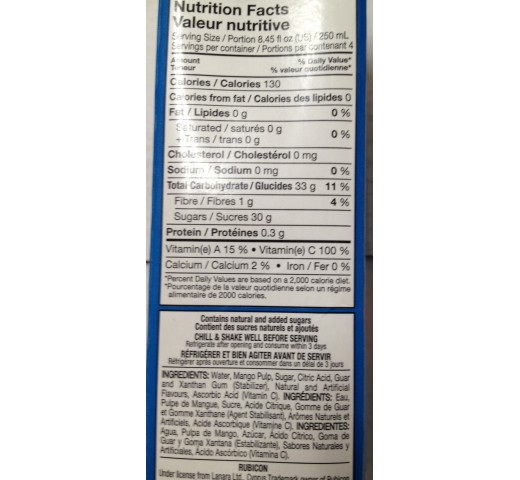 Nutrition Facts
Valeur nutritive
Serving Size / Portion 8.45 fl oz (US) / 250 mL
Servings per container / Portions par contenant 4
Amount % Daily Value*
Teneur % valeur quotidienne*
Calories / Calories 130
Calories from fat / Calories des lipides 0
Fat / Lipides 0 g 0 %
Saturated / saturés 0 g
+ Trans / trans 0 g 0 %
Cholesterol / Cholestérol 0 mg
Sodium / Sodium 0 mg 0 %
Total Carbohydrate / Glucides 33 g 11 %
Fibre / Fibres 1 g 4 %
Sugars / Sucres 30 g
Protein / Protéines 0.3 g
Vitamin(e) A 15 % • Vitamin(e) C 100 %
Calcium / Calcium 2 % • Iron / Fer 0 %
*Percent Daily Values are based on a 2,000 calorie diet.
*Pourcentage de la valeur quotidienne selon un régime
alimentaire de 2000 calories.
Contains natural and added sugars
Contient des sucres naturels et ajoutés
CHILL & SHAKE WELL BEFORE SERVING
Refrigerate after opening and consume within 3 days
RÉFRIGÉRER ET BIEN AGITER AVANT DE SERVIR
Réfrigérer après ouverture et consommer dans un délai de 3 jours
INGREDIENTS: Water, Mango Pulp, Sugar, Citric Acid, Guar
and Xanthan Gum (Stabilizer), Natural and Artificial
Flavours, Ascorbic Acid (Vitamin C). INGRÉDIENTS: Eau,
Pulpe de Mangue, Sucre, Acide Citrique, Gomme de Guar
et Gomme Xanthane (Agent Stabilisant), Arômes Naturels et
Artificiels, Acide Ascorbique (Vitamine C). INGREDIENTES:
Agua, Pulpa de Mango, Azúcar, Ácido Cítrico, Goma de
Guar y Goma Xantana (Estabilizante), Sabores Naturales y
Artificiales, Ácido Ascórbico (Vitamina C).
RUBICON
Under license from Lanara Ltd., Cyprus Trademark owner of Rubicon